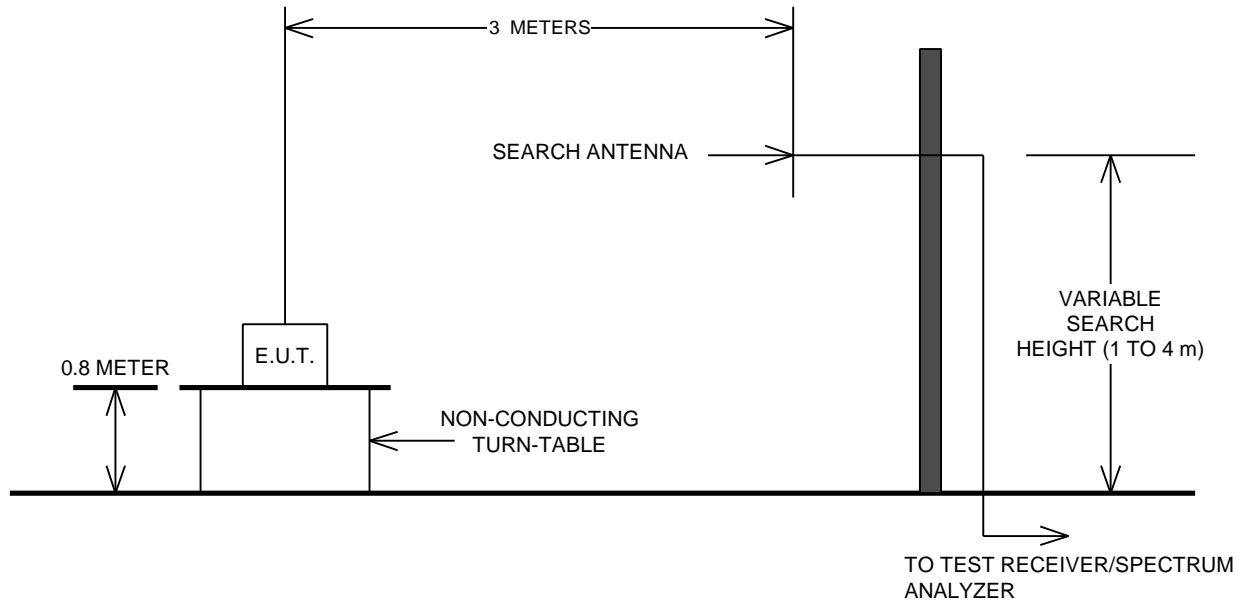 3 METERS
SEARCH ANTENNA
VARIABLE
SEARCH
HEIGHT (1 TO 4 m)
E.U.T.
0.8 METER
NON-CONDUCTING
TURN-TABLE
TO TEST RECEIVER/SPECTRUM
ANALYZER